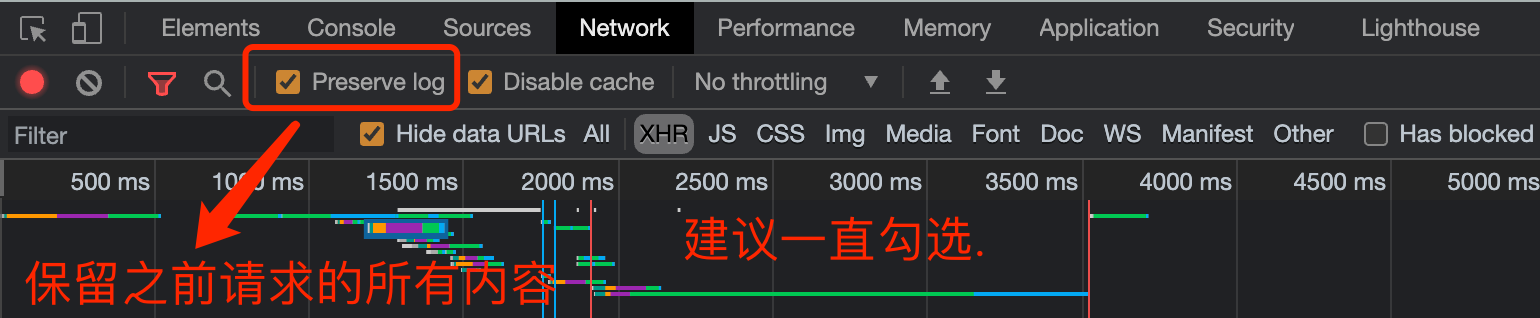 Elements Console Sources Network Performance Memory Application Security Lighthouse
Preserve log Disable cache No throttling
Filter Hide data URLs All XHR JS CSS Img Media Font Doc WS Manifest Other Has blocked
500 ms 1000 ms 1500 ms 2000 ms 2500 ms 3000 ms 3500 ms 4000 ms 4500 ms 5000 ms
建议一直勾选.
保留之前请求的所有内容